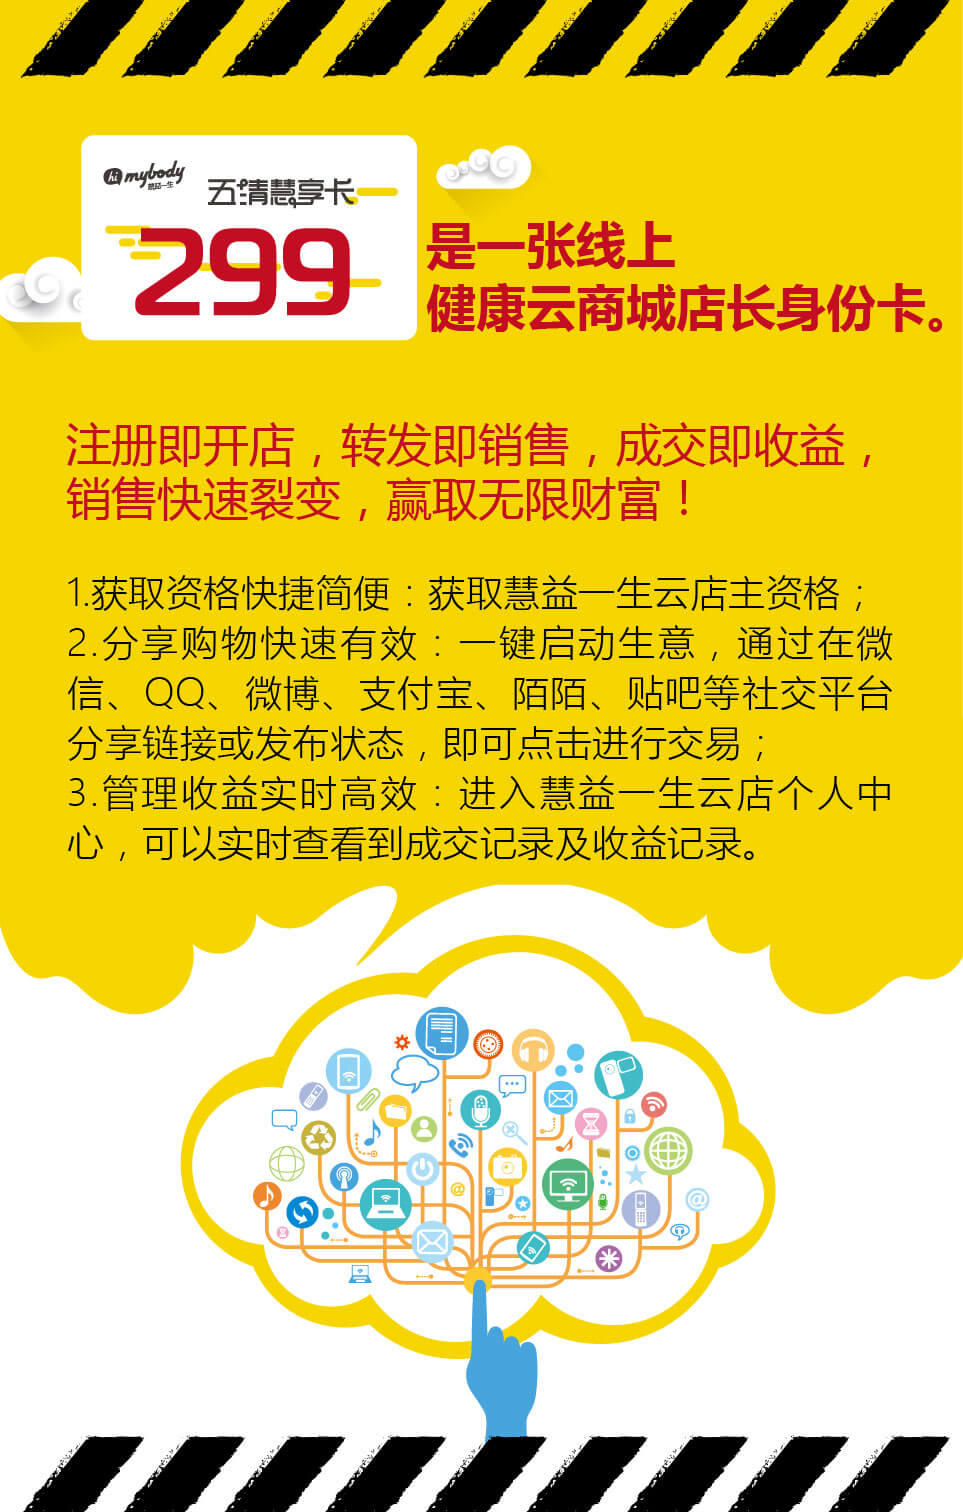 hi mybody
慧益一生
五清慧享卡
299
是一张线上
健康云商城店长身份卡。
注册即开店，转发即销售，成交即收益，
销售快速裂变，赢取无限财富！
1.获取资格快捷简便：获取慧益一生云店主资格；
2.分享购物快速有效：一键启动生意，通过在微
信、QQ、微博、支付宝、陌陌、贴吧等社交平台
分享链接或发布状态，即可点击进行交易；
3.管理收益实时高效：进入慧益一生云店个人中
心，可以实时查看到成交记录及收益记录。